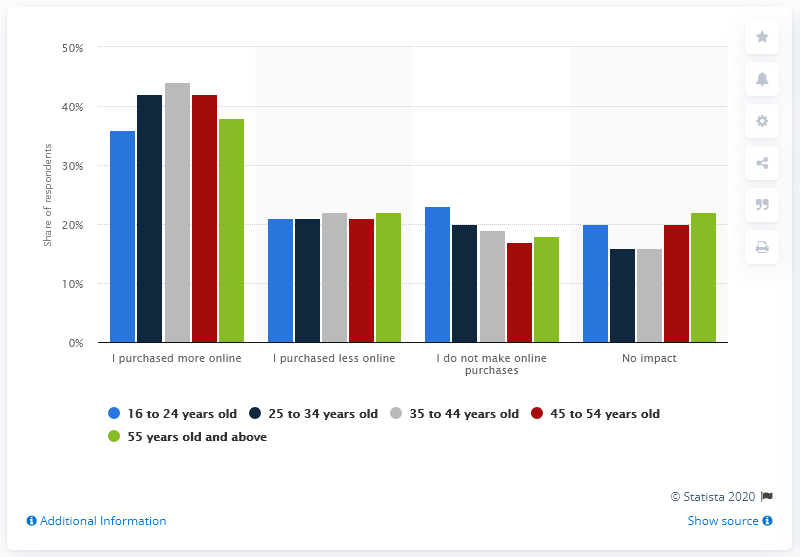 50%
40%
30%
20%
10%
0%
Share of respondents
I purchased more online
I purchased less online
I do not make online
purchases
No impact
16 to 24 years old
25 to 34 years old
35 to 44 years old
45 to 54 years old
55 years old and above
© Statista 2020
Additional Information
Show source